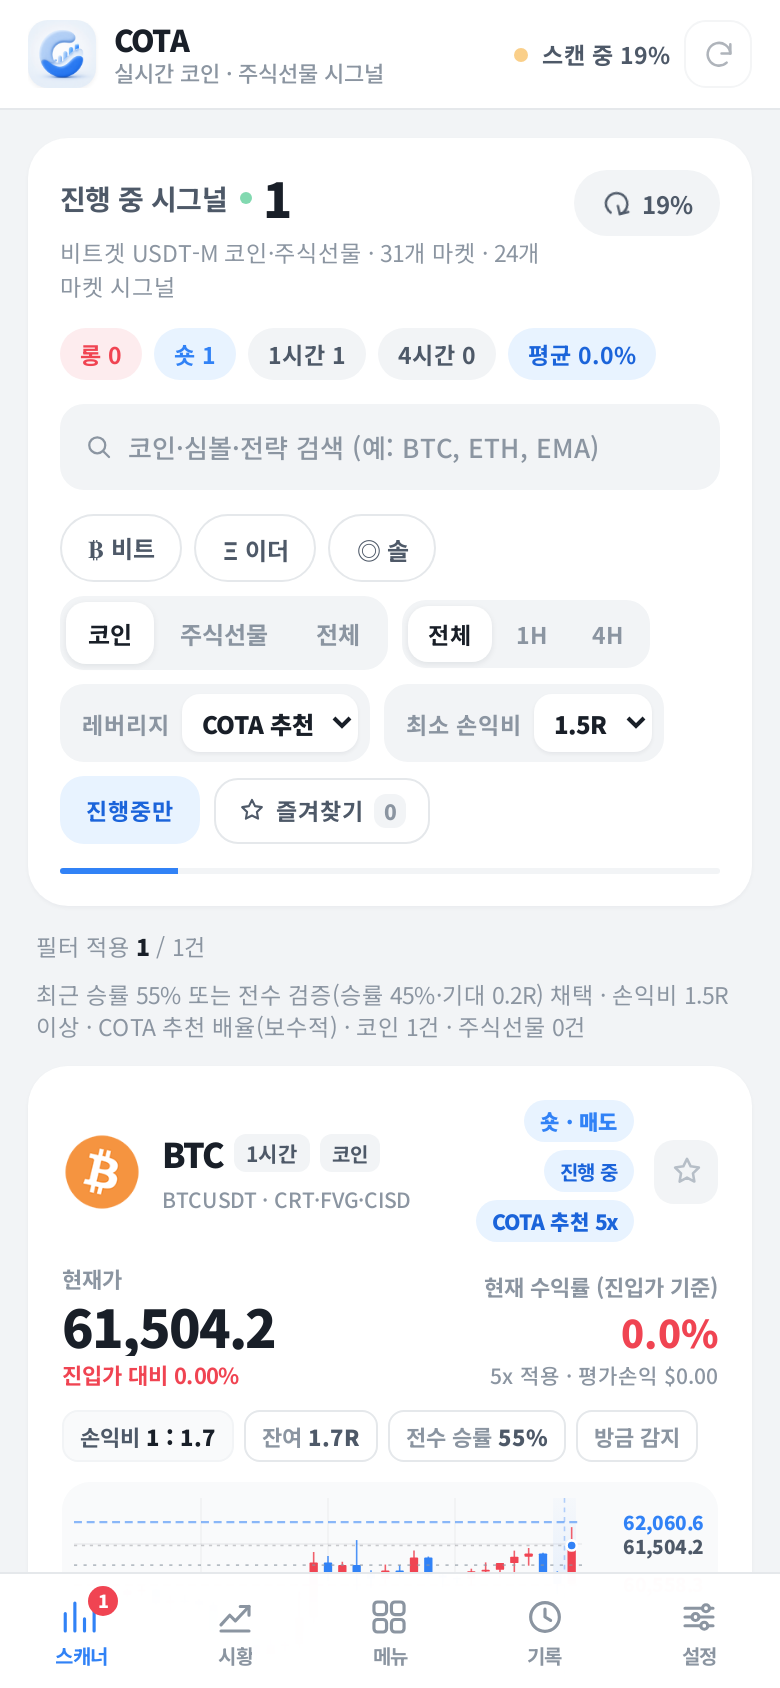 COTA
실시간 코인 · 주식선물 시그널
스캔 중 19%
진행 중 시그널 1
19%
비트겟 USDT-M 코인·주식선물 · 31개 마켓 · 24개
마켓 시그널
롱 0 숏 1 1시간 1 4시간 0 평균 0.0%
코인·심볼·전략 검색 (예: BTC, ETH, EMA)
₿ 비트 Ξ 이더 ◎ 솔
코인 주식선물 전체 전체 1H 4H
레버리지 COTA 추천 최소 손익비 1.5R
진행중만 즐겨찾기 0
필터 적용 1 / 1건
최근 승률 55% 또는 전수 검증(승률 45%·기대 0.2R) 채택 · 손익비 1.5R
이상 · COTA 추천 배율(보수적) · 코인 1건 · 주식선물 0건
BTC 1시간 코인
BTCUSDT · CRT·FVG·CISD
숏 · 매도
진행 중
COTA 추천 5x
현재가
61,504.2
진입가 대비 0.00%
현재 수익률 (진입가 기준)
0.0%
5x 적용 · 평가손익 $0.00
손익비 1 : 1.7 잔여 1.7R 전수 승률 55% 방금 감지
62,060.6
61,504.2
1
스캐너 시황 메뉴 기록 설정